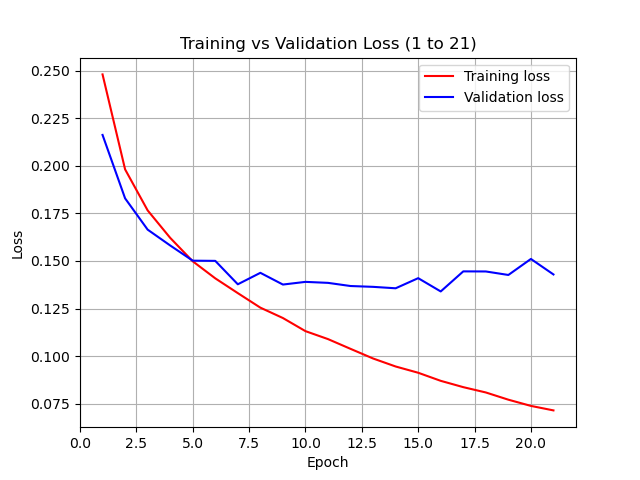 Training vs Validation Loss (1 to 21)
Training loss
Validation loss
Loss
0.250
0.225
0.200
0.175
0.150
0.125
0.100
0.075
0.0 2.5 5.0 7.5 10.0 12.5 15.0 17.5 20.0
Epoch